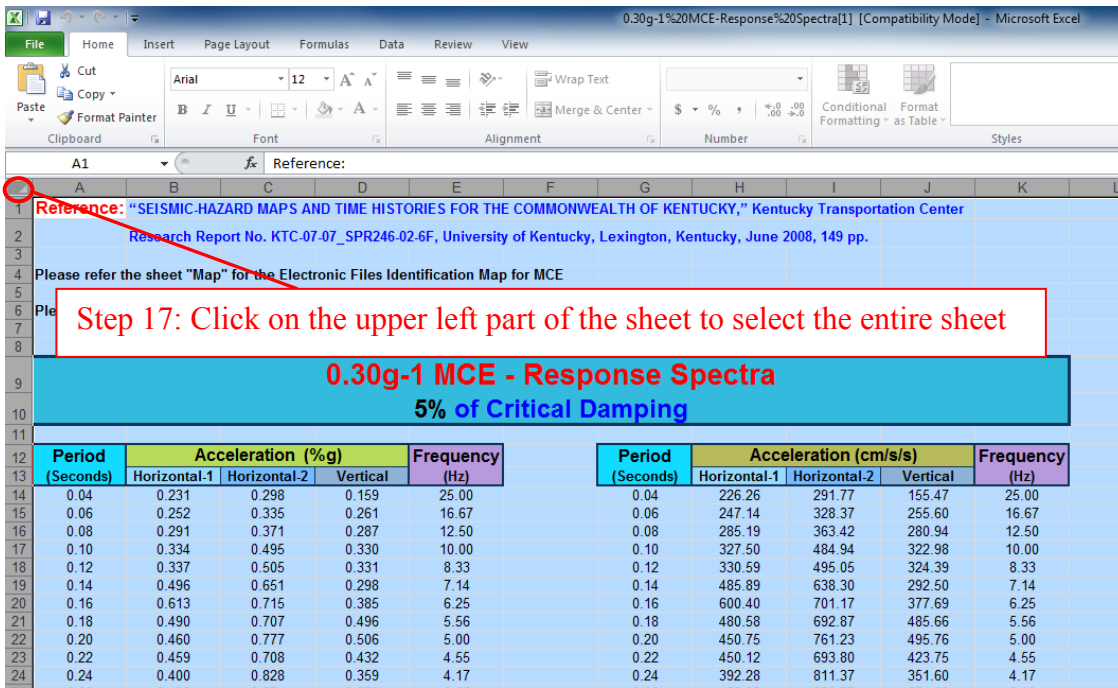 0.30g-1%20MCE-Response%20Spectra[1] [Compatibility Mode] - Microsoft Excel
File Home Insert Page Layout Formulas Data Review View
Cut
Copy
Format Painter
Paste
Arial 12 A A
B I U A
Wrap Text
Merge & Center
$ % , .0 .00 .00 .0
Conditional Formatting
Format as Table
Clipboard Font Alignment Number Styles
A1 fx Reference:
A B C D E F G H I J K L
1 Reference: “SEISMIC-HAZARD MAPS AND TIME HISTORIES FOR THE COMMONWEALTH OF KENTUCKY,” Kentucky Transportation Center
2 Research Report No. KTC-07-07_SPR246-02-6F, University of Kentucky, Lexington, Kentucky, June 2008, 149 pp.
3
4 Please refer the sheet "Map" for the Electronic Files Identification Map for MCE
5
6 Ple
Step 17: Click on the upper left part of the sheet to select the entire sheet
7
8
9 0.30g-1 MCE - Response Spectra
10 5% of Critical Damping
11
12 Period Acceleration (%g) Frequency Period Acceleration (cm/s/s) Frequency
13 (Seconds) Horizontal-1 Horizontal-2 Vertical (Hz) (Seconds) Horizontal-1 Horizontal-2 Vertical (Hz)
14 0.04 0.231 0.298 0.159 25.00 0.04 226.26 291.77 155.47 25.00
15 0.06 0.252 0.335 0.261 16.67 0.06 247.14 328.37 255.60 16.67
16 0.08 0.291 0.371 0.287 12.50 0.08 285.19 363.42 280.94 12.50
17 0.10 0.334 0.495 0.330 10.00 0.10 327.50 484.94 322.98 10.00
18 0.12 0.337 0.505 0.331 8.33 0.12 330.59 495.05 324.39 8.33
19 0.14 0.496 0.651 0.298 7.14 0.14 485.89 638.30 292.50 7.14
20 0.16 0.613 0.715 0.385 6.25 0.16 600.40 701.17 377.69 6.25
21 0.18 0.490 0.707 0.496 5.56 0.18 480.58 692.87 485.66 5.56
22 0.20 0.460 0.777 0.506 5.00 0.20 450.75 761.23 495.76 5.00
23 0.22 0.459 0.708 0.432 4.55 0.22 450.12 693.80 423.75 4.55
24 0.24 0.400 0.828 0.359 4.17 0.24 392.28 811.37 351.60 4.17